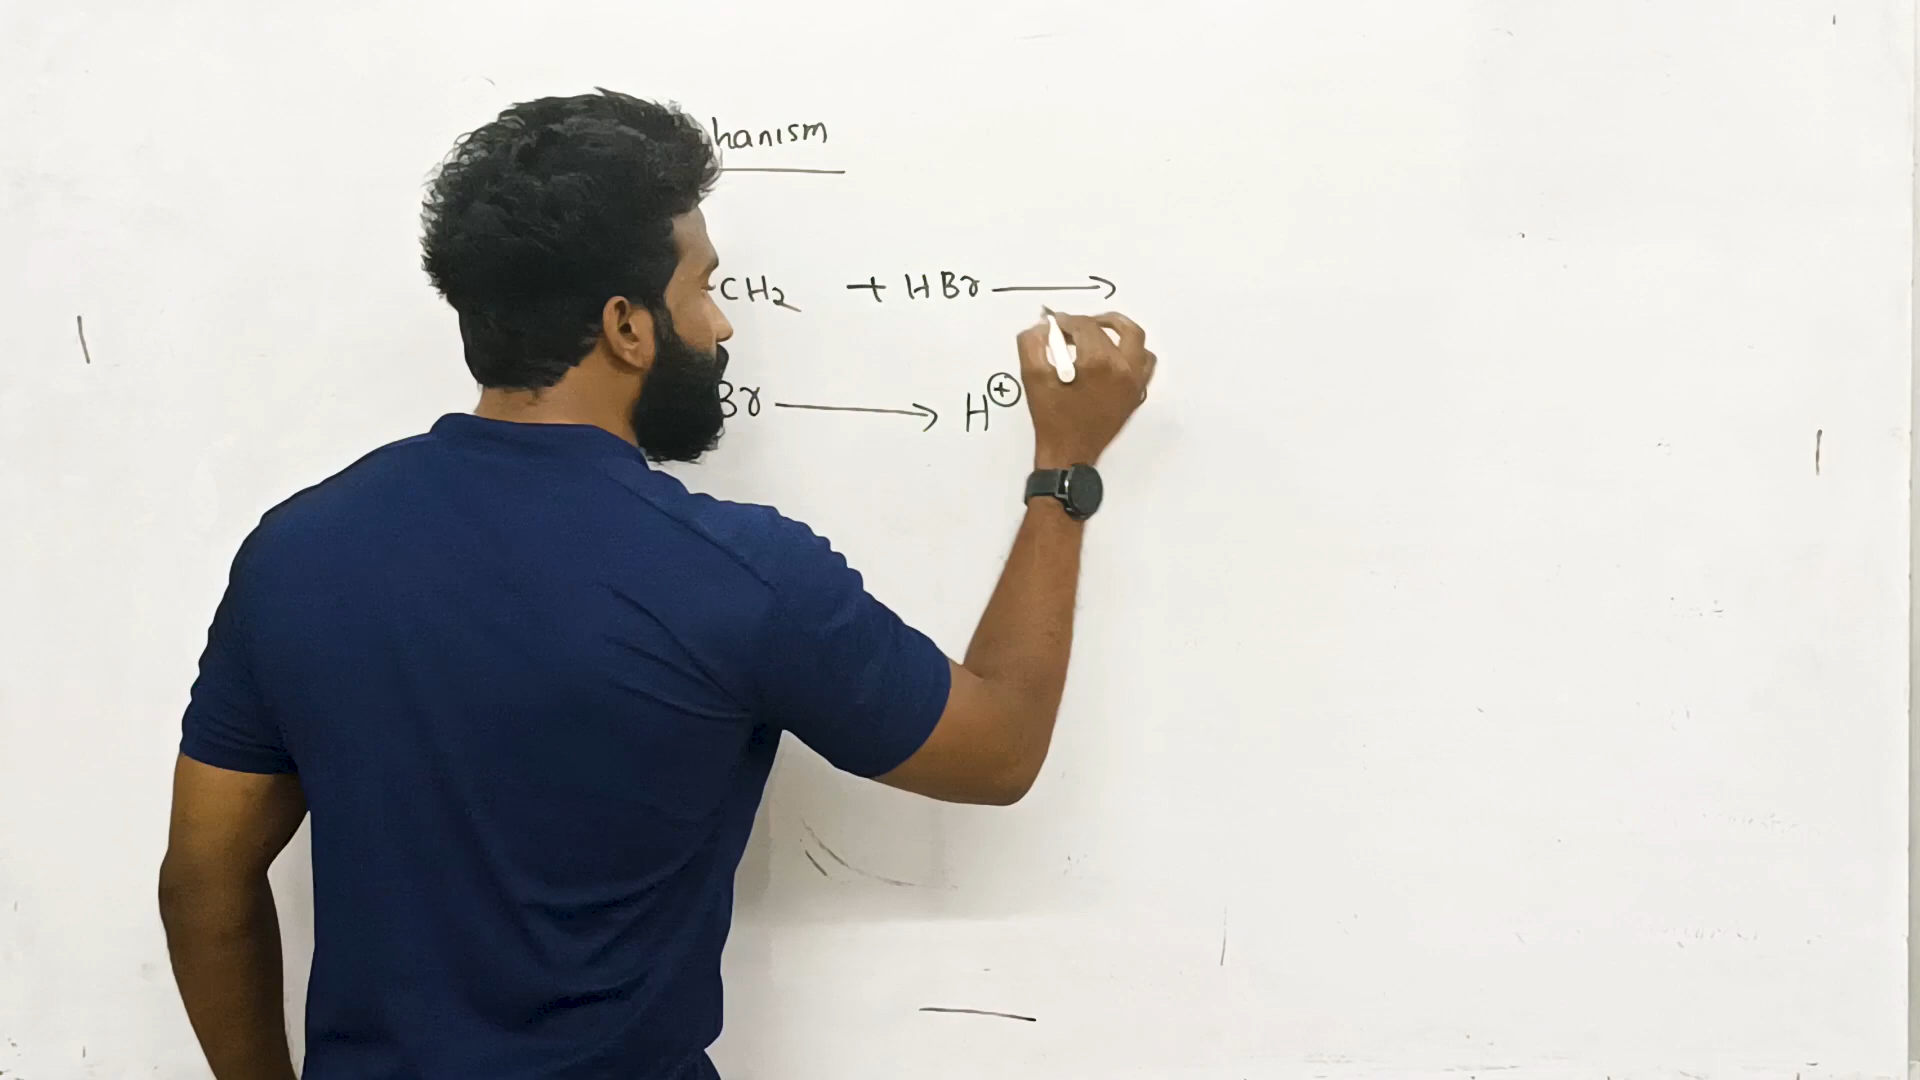 hanism
CH₂ + HBr ⟶
Br ⟶ H⊕